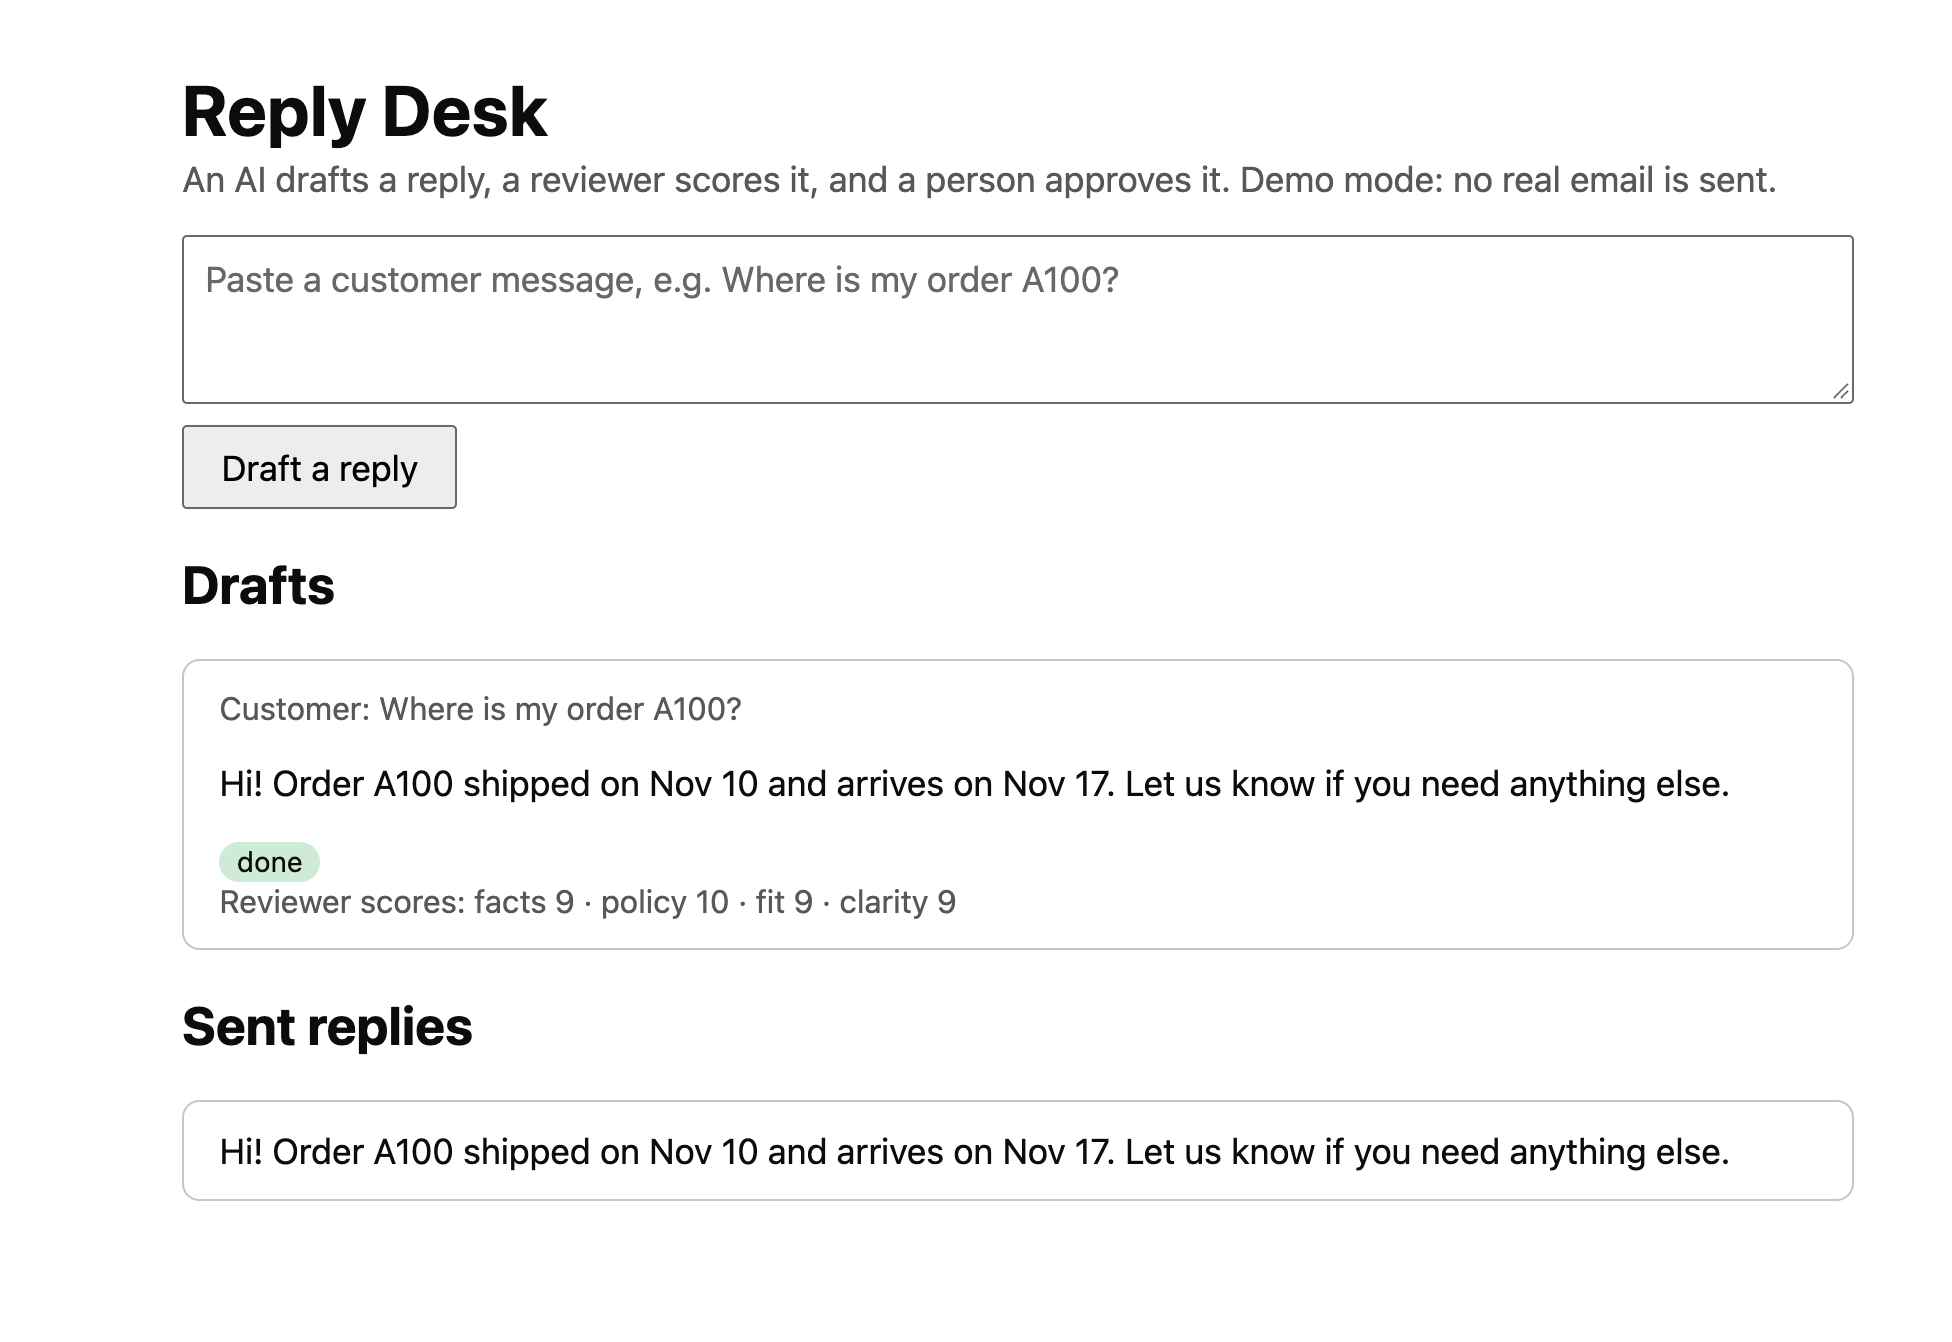 Reply Desk
An AI drafts a reply, a reviewer scores it, and a person approves it. Demo mode: no real email is sent.
Paste a customer message, e.g. Where is my order A100?
Draft a reply
Drafts
Customer: Where is my order A100?
Hi! Order A100 shipped on Nov 10 and arrives on Nov 17. Let us know if you need anything else.
done
Reviewer scores: facts 9 · policy 10 · fit 9 · clarity 9
Sent replies
Hi! Order A100 shipped on Nov 10 and arrives on Nov 17. Let us know if you need anything else.